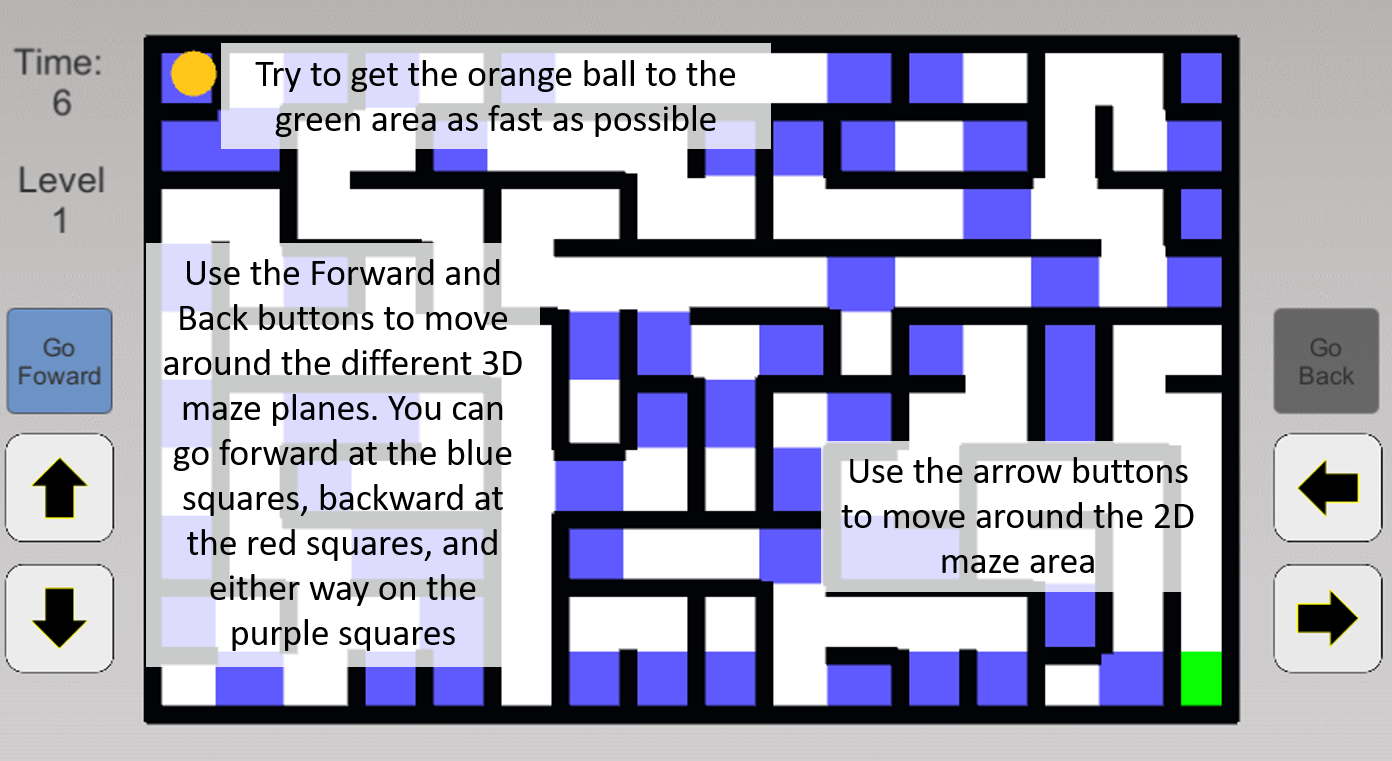 Time:
6
Level
1
Try to get the orange ball to the
green area as fast as possible
Use the Forward and
Back buttons to move
around the different 3D
maze planes. You can
go forward at the blue
squares, backward at
the red squares, and
either way on the
purple squares
Go
Foward
Go
Back
Use the arrow buttons
to move around the 2D
maze area